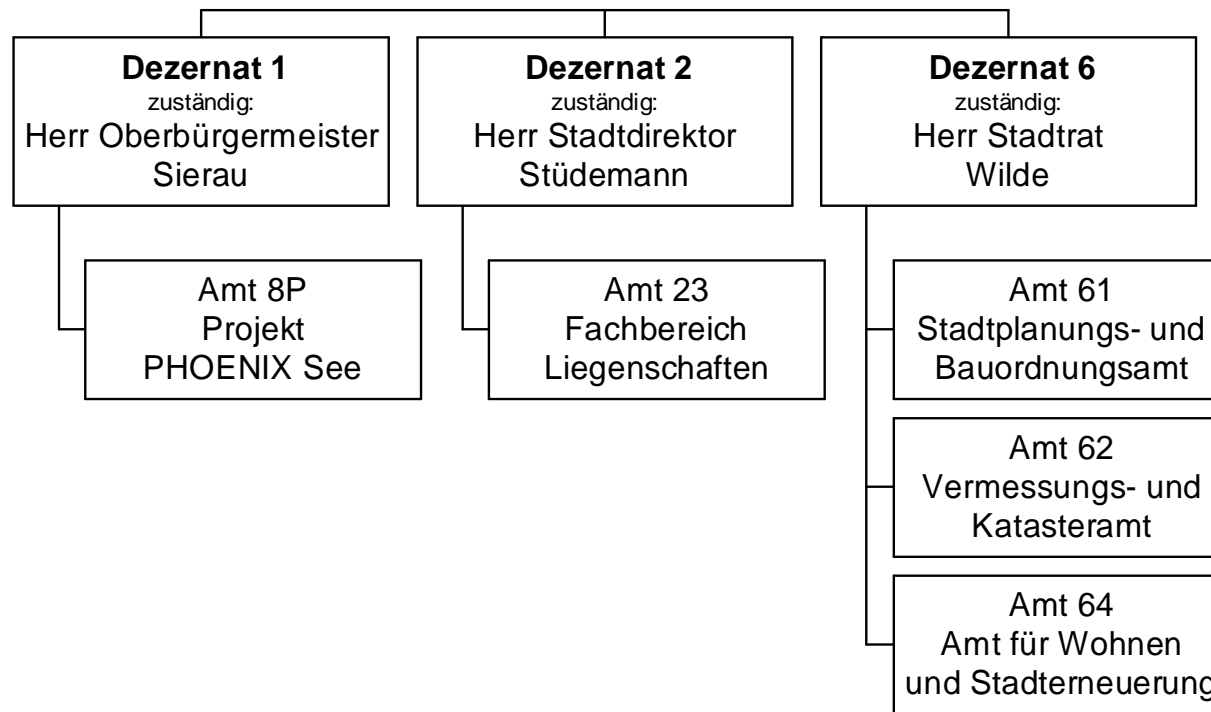 Dezernat 1
zuständig:
Herr Oberbürgermeister
Sierau
Amt 8P
Projekt
PHOENIX See
Dezernat 2
zuständig:
Herr Stadtdirektor
Stüdemann
Amt 23
Fachbereich
Liegenschaften
Dezernat 6
zuständig:
Herr Stadtrat
Wilde
Amt 61
Stadtplanungs- und
Bauordnungsamt
Amt 62
Vermessungs- und
Katasteramt
Amt 64
Amt für Wohnen
und Stadterneuerung